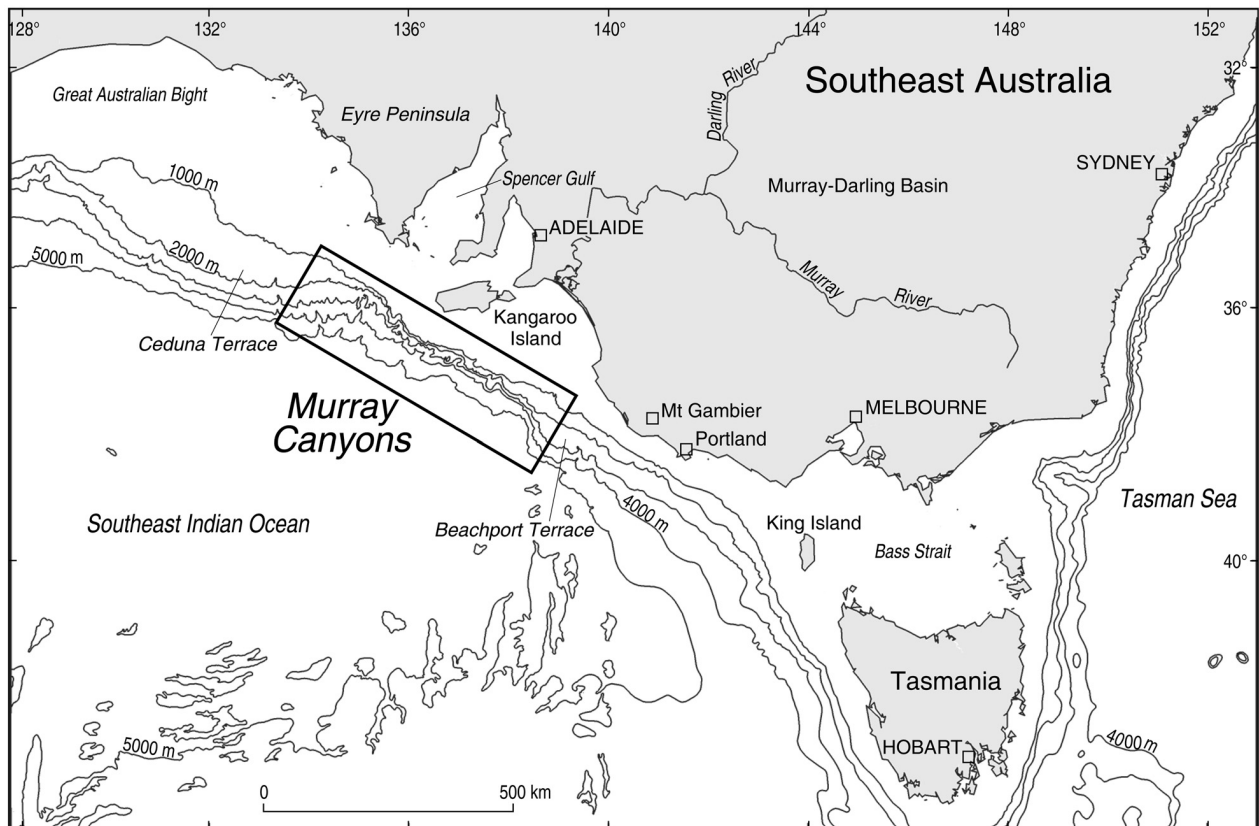 128°
132°
136°
140°
144°
148°
152°
32°
Great Australian Bight
Eyre Peninsula
Darling
River
Southeast Australia
SYDNEY
1000 m
Spencer Gulf
Murray-Darling Basin
ADELAIDE
2000 m
5000 m
Murray
River
36°
Kangaroo
Island
Ceduna Terrace
Murray
Canyons
Mt Gambier
MELBOURNE
Portland
Tasman Sea
4000 m
Southeast Indian Ocean
Beachport Terrace
King Island
Bass Strait
40°
Tasmania
HOBART
5000 m
4000 m
0
500 km